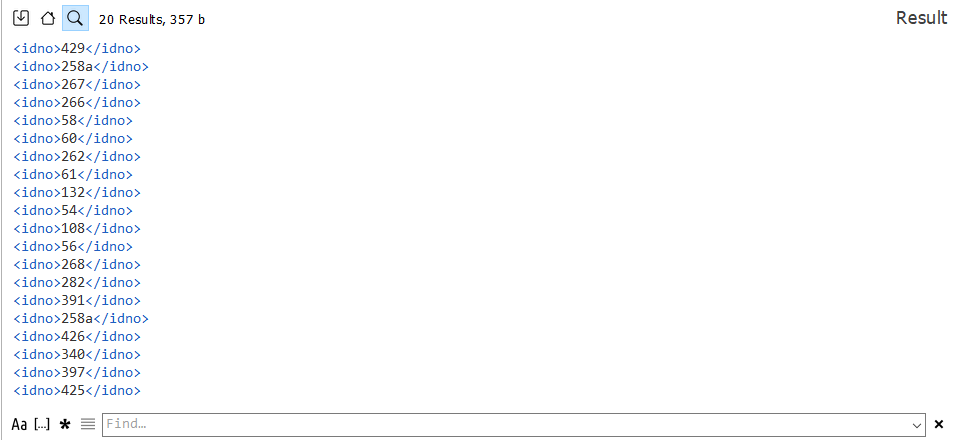 20 Results, 357 b
Result
<idno>429</idno>
<idno>258a</idno>
<idno>267</idno>
<idno>266</idno>
<idno>58</idno>
<idno>60</idno>
<idno>262</idno>
<idno>61</idno>
<idno>132</idno>
<idno>54</idno>
<idno>108</idno>
<idno>56</idno>
<idno>268</idno>
<idno>282</idno>
<idno>391</idno>
<idno>258a</idno>
<idno>426</idno>
<idno>340</idno>
<idno>397</idno>
<idno>425</idno>
Aa [...] * Find...